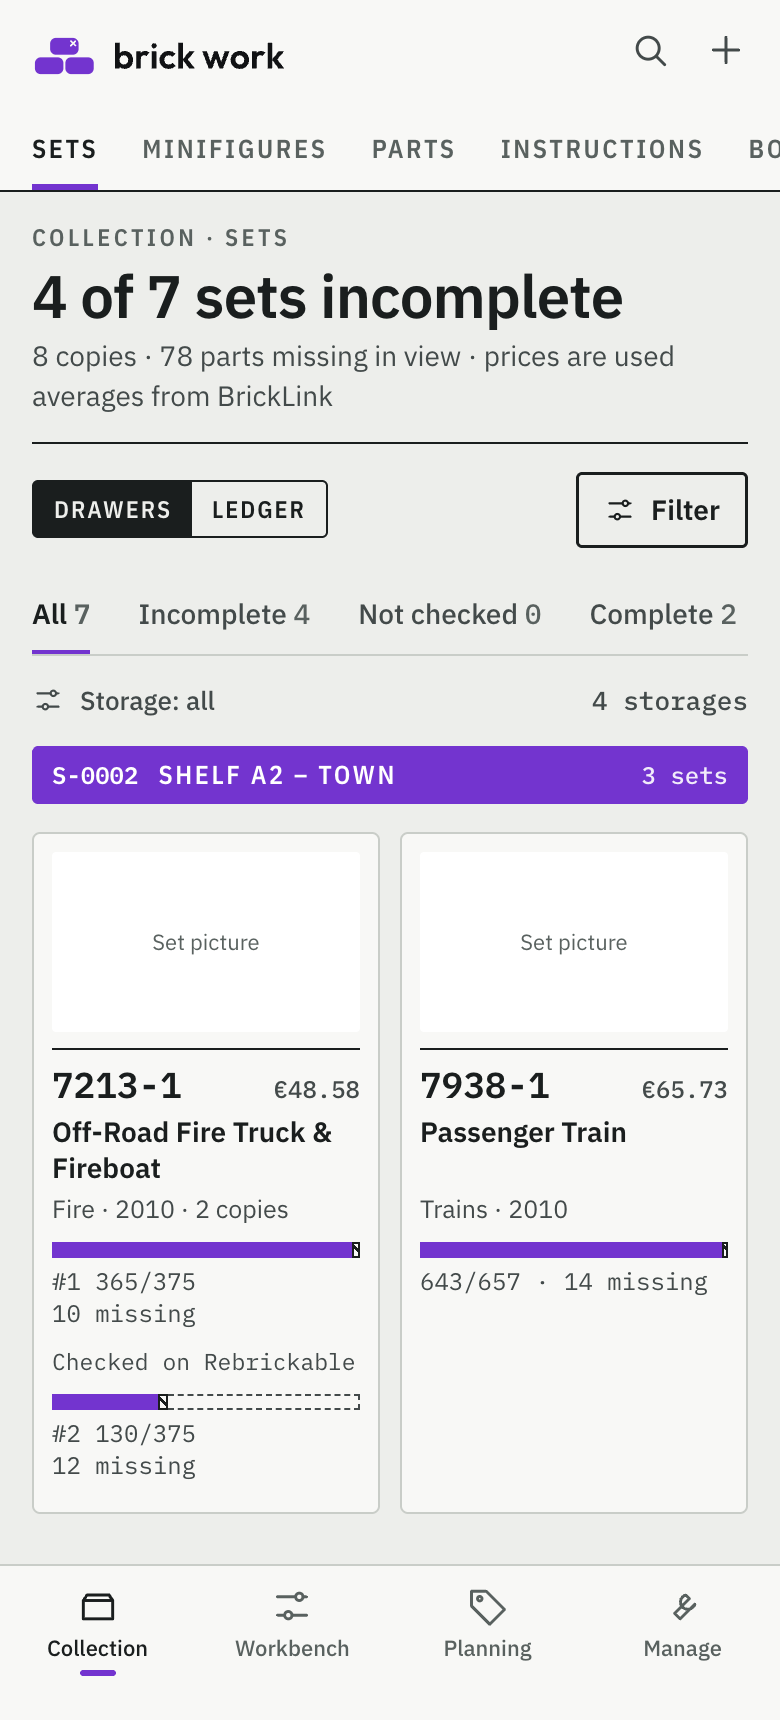 brick work
SETS MINIFIGURES PARTS INSTRUCTIONS BO
COLLECTION · SETS
4 of 7 sets incomplete
8 copies · 78 parts missing in view · prices are used
averages from BrickLink
DRAWERS LEDGER Filter
All 7 Incomplete 4 Not checked 0 Complete 2
Storage: all 4 storages
S-0002 SHELF A2 – TOWN 3 sets
Set picture
7213-1 €48.58
Off-Road Fire Truck &
Fireboat
Fire · 2010 · 2 copies
#1 365/375
10 missing
Checked on Rebrickable
#2 130/375
12 missing
Set picture
7938-1 €65.73
Passenger Train
Trains · 2010
643/657 · 14 missing
Collection Workbench Planning Manage